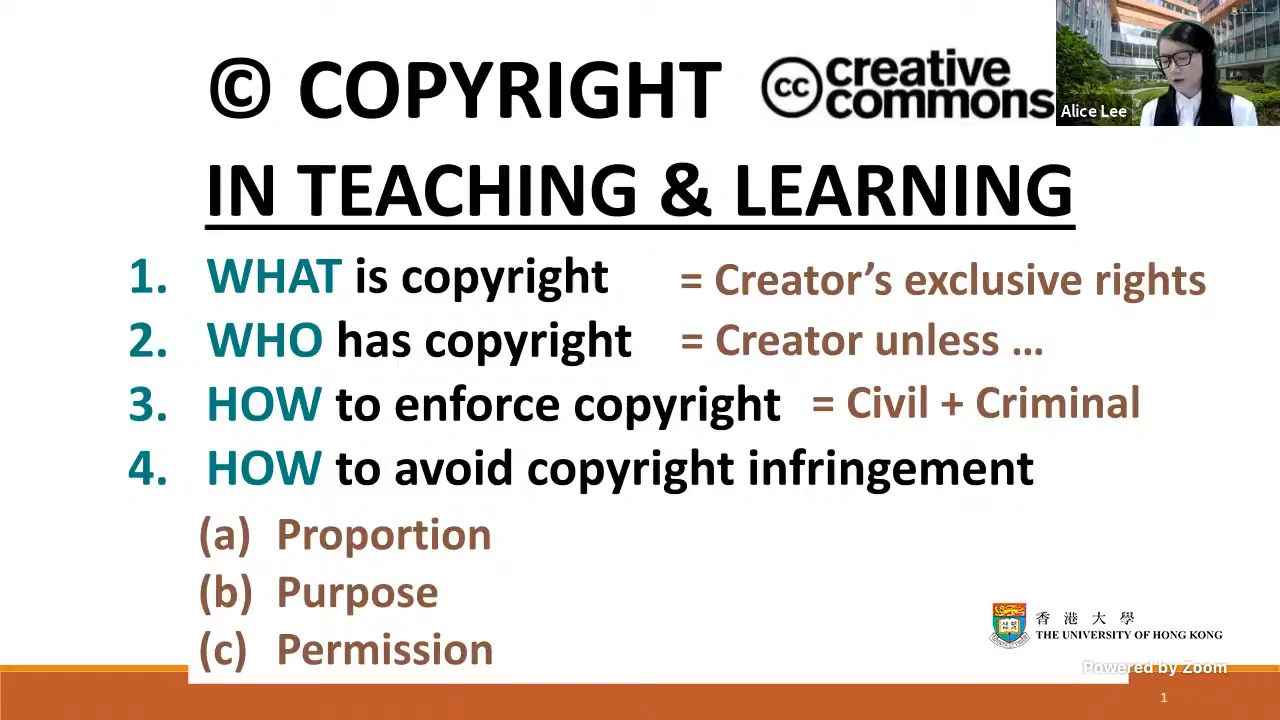 © COPYRIGHT
cc creative commons
Alice Lee
IN TEACHING & LEARNING
1. WHAT is copyright = Creator’s exclusive rights
2. WHO has copyright = Creator unless …
3. HOW to enforce copyright = Civil + Criminal
4. HOW to avoid copyright infringement
(a) Proportion
(b) Purpose
(c) Permission
香港大學
THE UNIVERSITY OF HONG KONG
Powered by Zoom
1